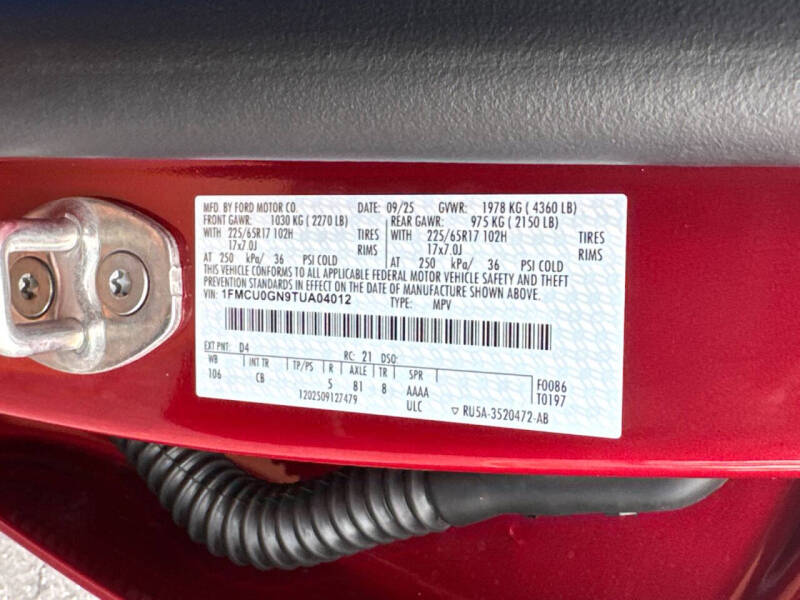 MFD. BY FORD MOTOR CO. DATE: 09/25 GVWR: 1978 KG ( 4360 LB)
FRONT GAWR: 1030 KG ( 2270 LB) REAR GAWR: 975 KG ( 2150 LB)
WITH 225/65R17 102H TIRES WITH 225/65R17 102H TIRES
17x7.0J RIMS 17x7.0J RIMS
AT 250 kPa/ 36 PSI COLD AT 250 kPa/ 36 PSI COLD
THIS VEHICLE CONFORMS TO ALL APPLICABLE FEDERAL MOTOR VEHICLE SAFETY AND THEFT
PREVENTION STANDARDS IN EFFECT ON THE DATE OF MANUFACTURE SHOWN ABOVE.
VIN: 1FMCU0GN9TUA04012 TYPE: MPV
EXT PNT: D4 RC: 21 DSO:
WB INT TR TP/PS R AXLE TR SPR
106 CB 5 81 8 AAAA F0086
1202509127479 ULC T0197
▽ RU5A-3520472-AB